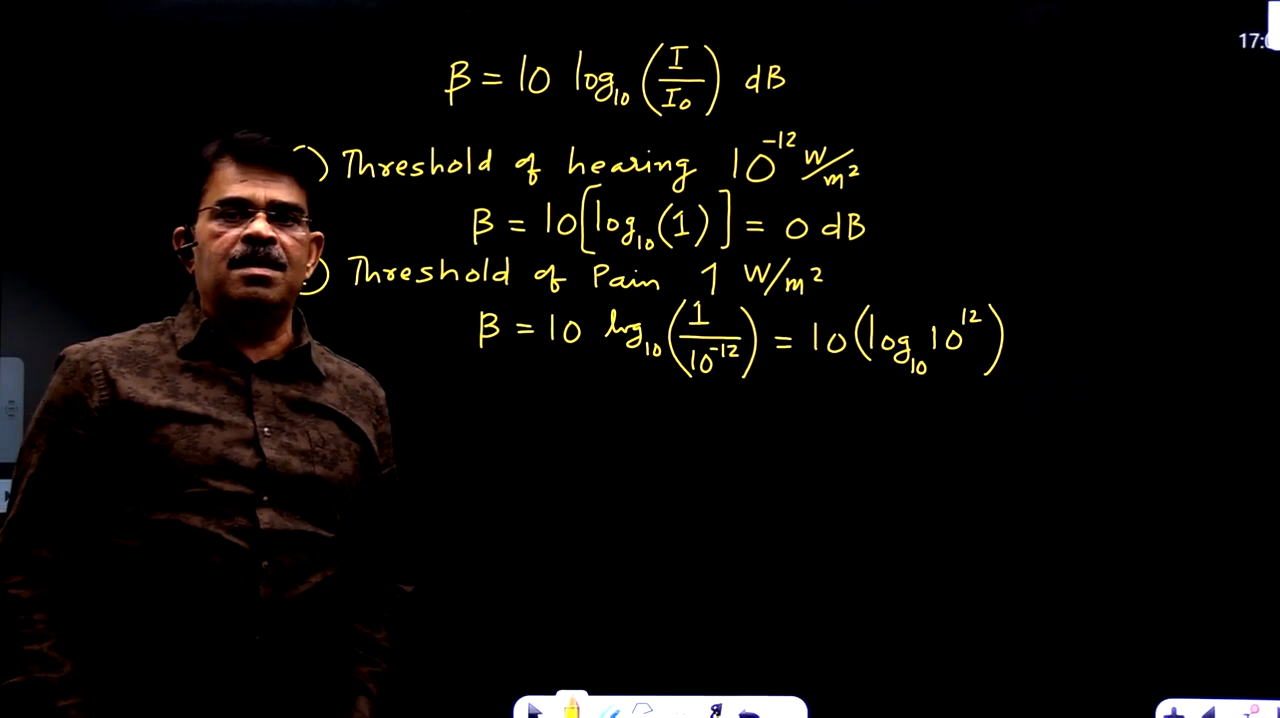 β = 10 log₁₀ (I/I₀) dB
) Threshold of hearing 10⁻¹² W/m²
β = 10[log₁₀(1)] = 0 dB
) Threshold of Pain 1 W/m²
β = 10 log₁₀ (1/10⁻¹²) = 10(log₁₀ 10¹²)